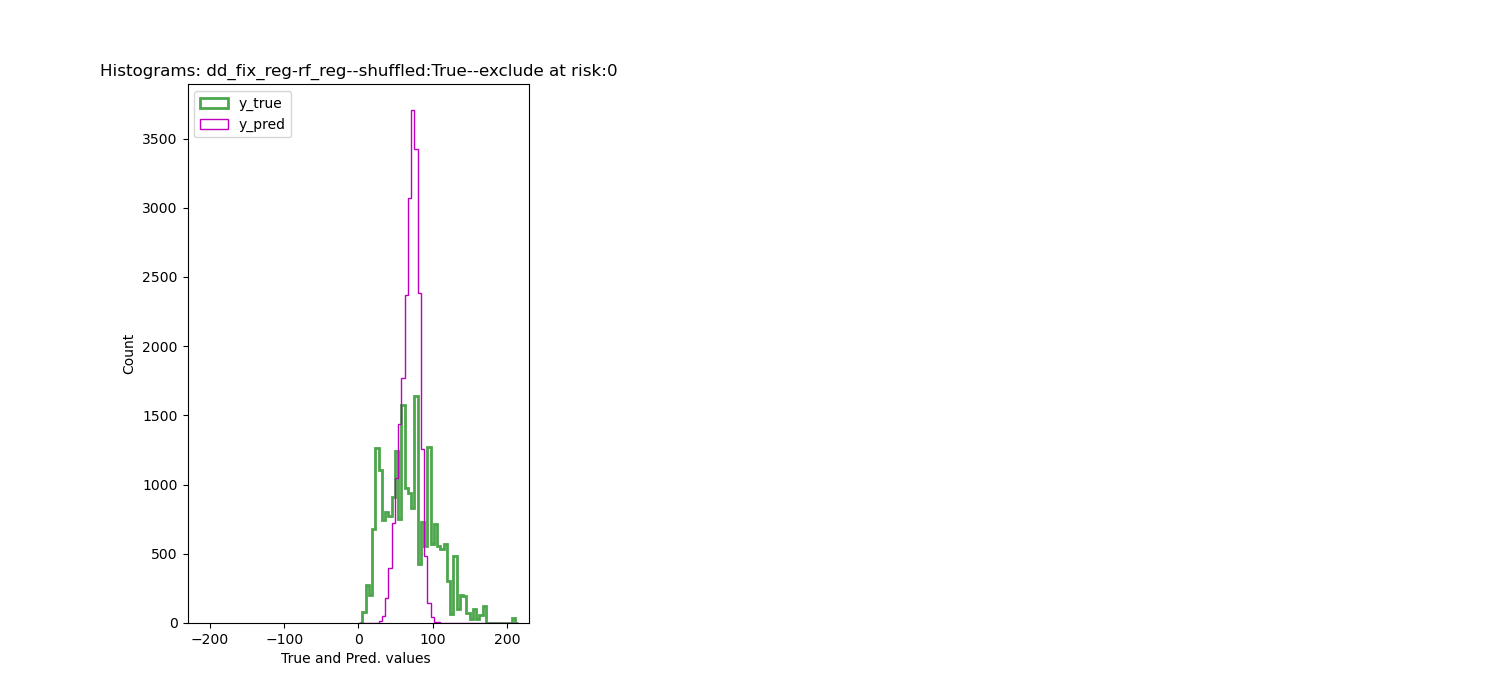 Histograms: dd_fix_reg-rf_reg--shuffled:True--exclude at risk:0
y_true
y_pred
3500
3000
2500
2000
1500
1000
500
0
Count
−200 −100 0 100 200
True and Pred. values